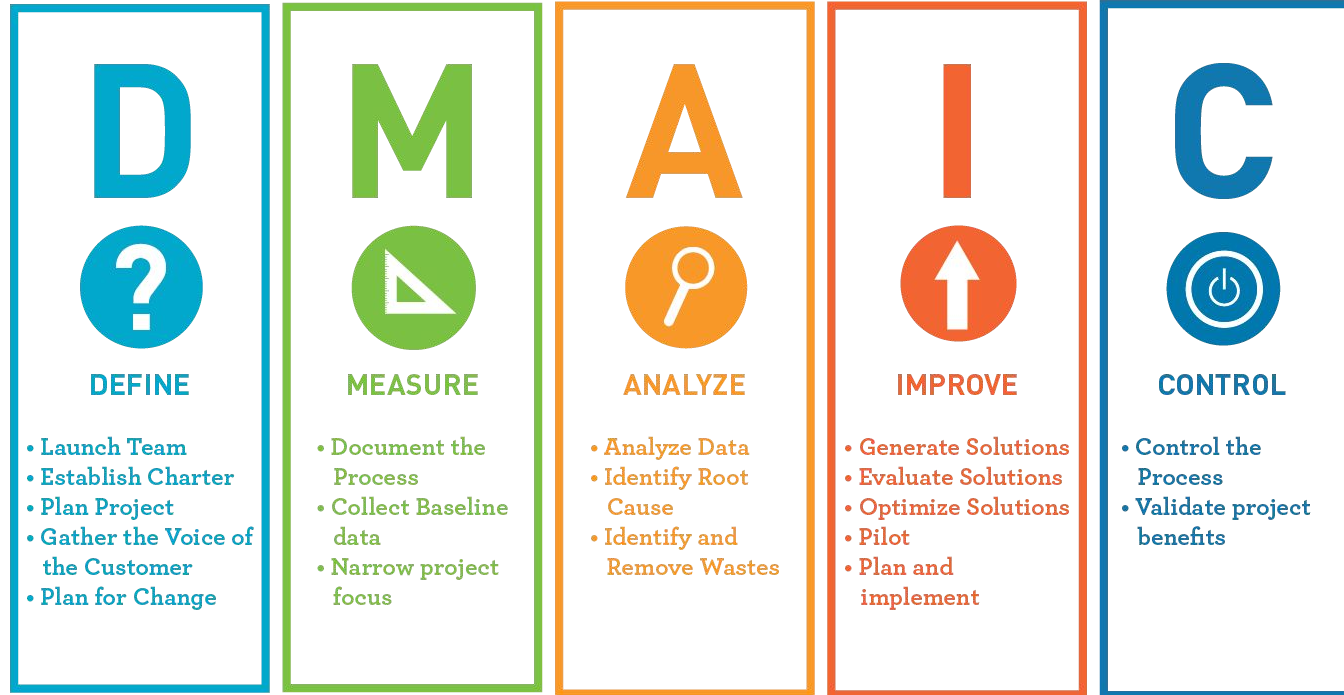 D
?
DEFINE
• Launch Team
• Establish Charter
• Plan Project
• Gather the Voice of
the Customer
• Plan for Change
M
MEASURE
• Document the
Process
• Collect Baseline
data
• Narrow project
focus
A
ANALYZE
• Analyze Data
• Identify Root
Cause
• Identify and
Remove Wastes
I
IMPROVE
• Generate Solutions
• Evaluate Solutions
• Optimize Solutions
• Pilot
• Plan and
implement
C
CONTROL
• Control the
Process
• Validate project
benefits